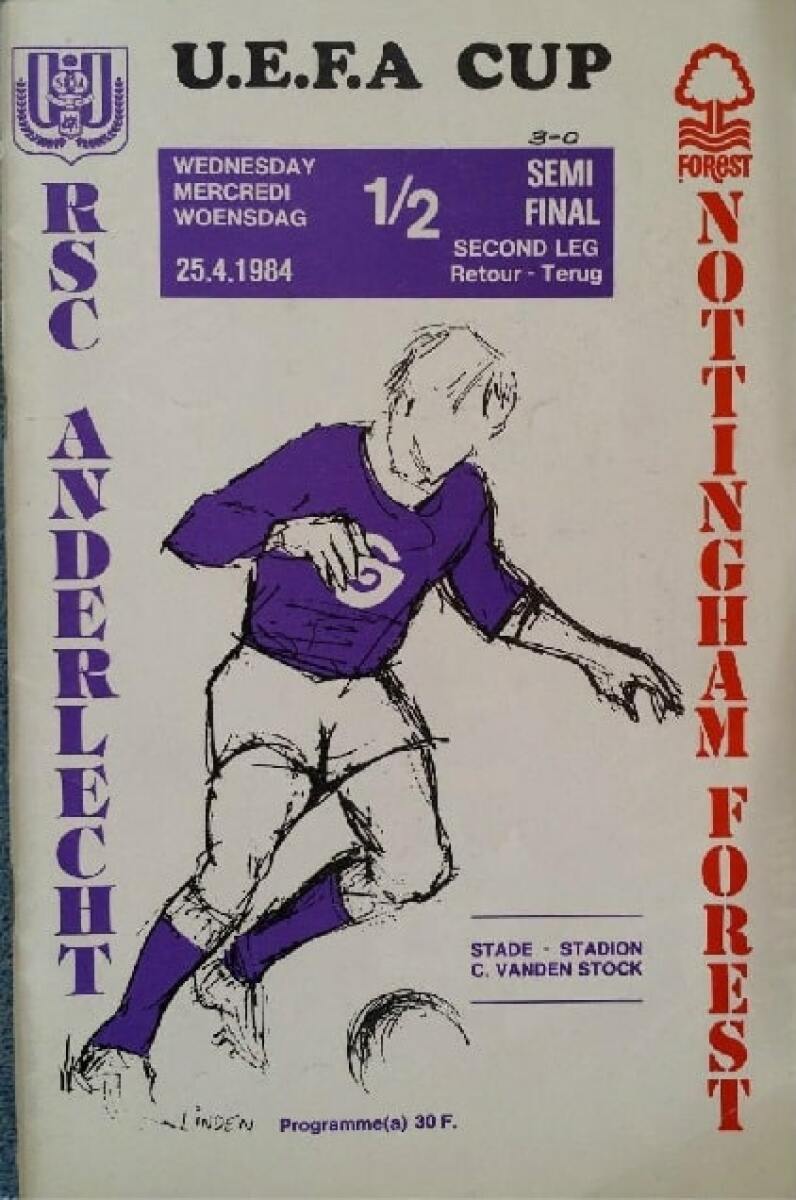 U.E.F.A CUP
3-0
WEDNESDAY
MERCREDI
WOENSDAG
25.4.1984
1/2
SEMI
FINAL
SECOND LEG
Retour - Terug
RSC ANDERLECHT
FOREST
NOTTINGHAM FOREST
STADE - STADION
C. VANDEN STOCK
LINDEN
Programme(a) 30 F.